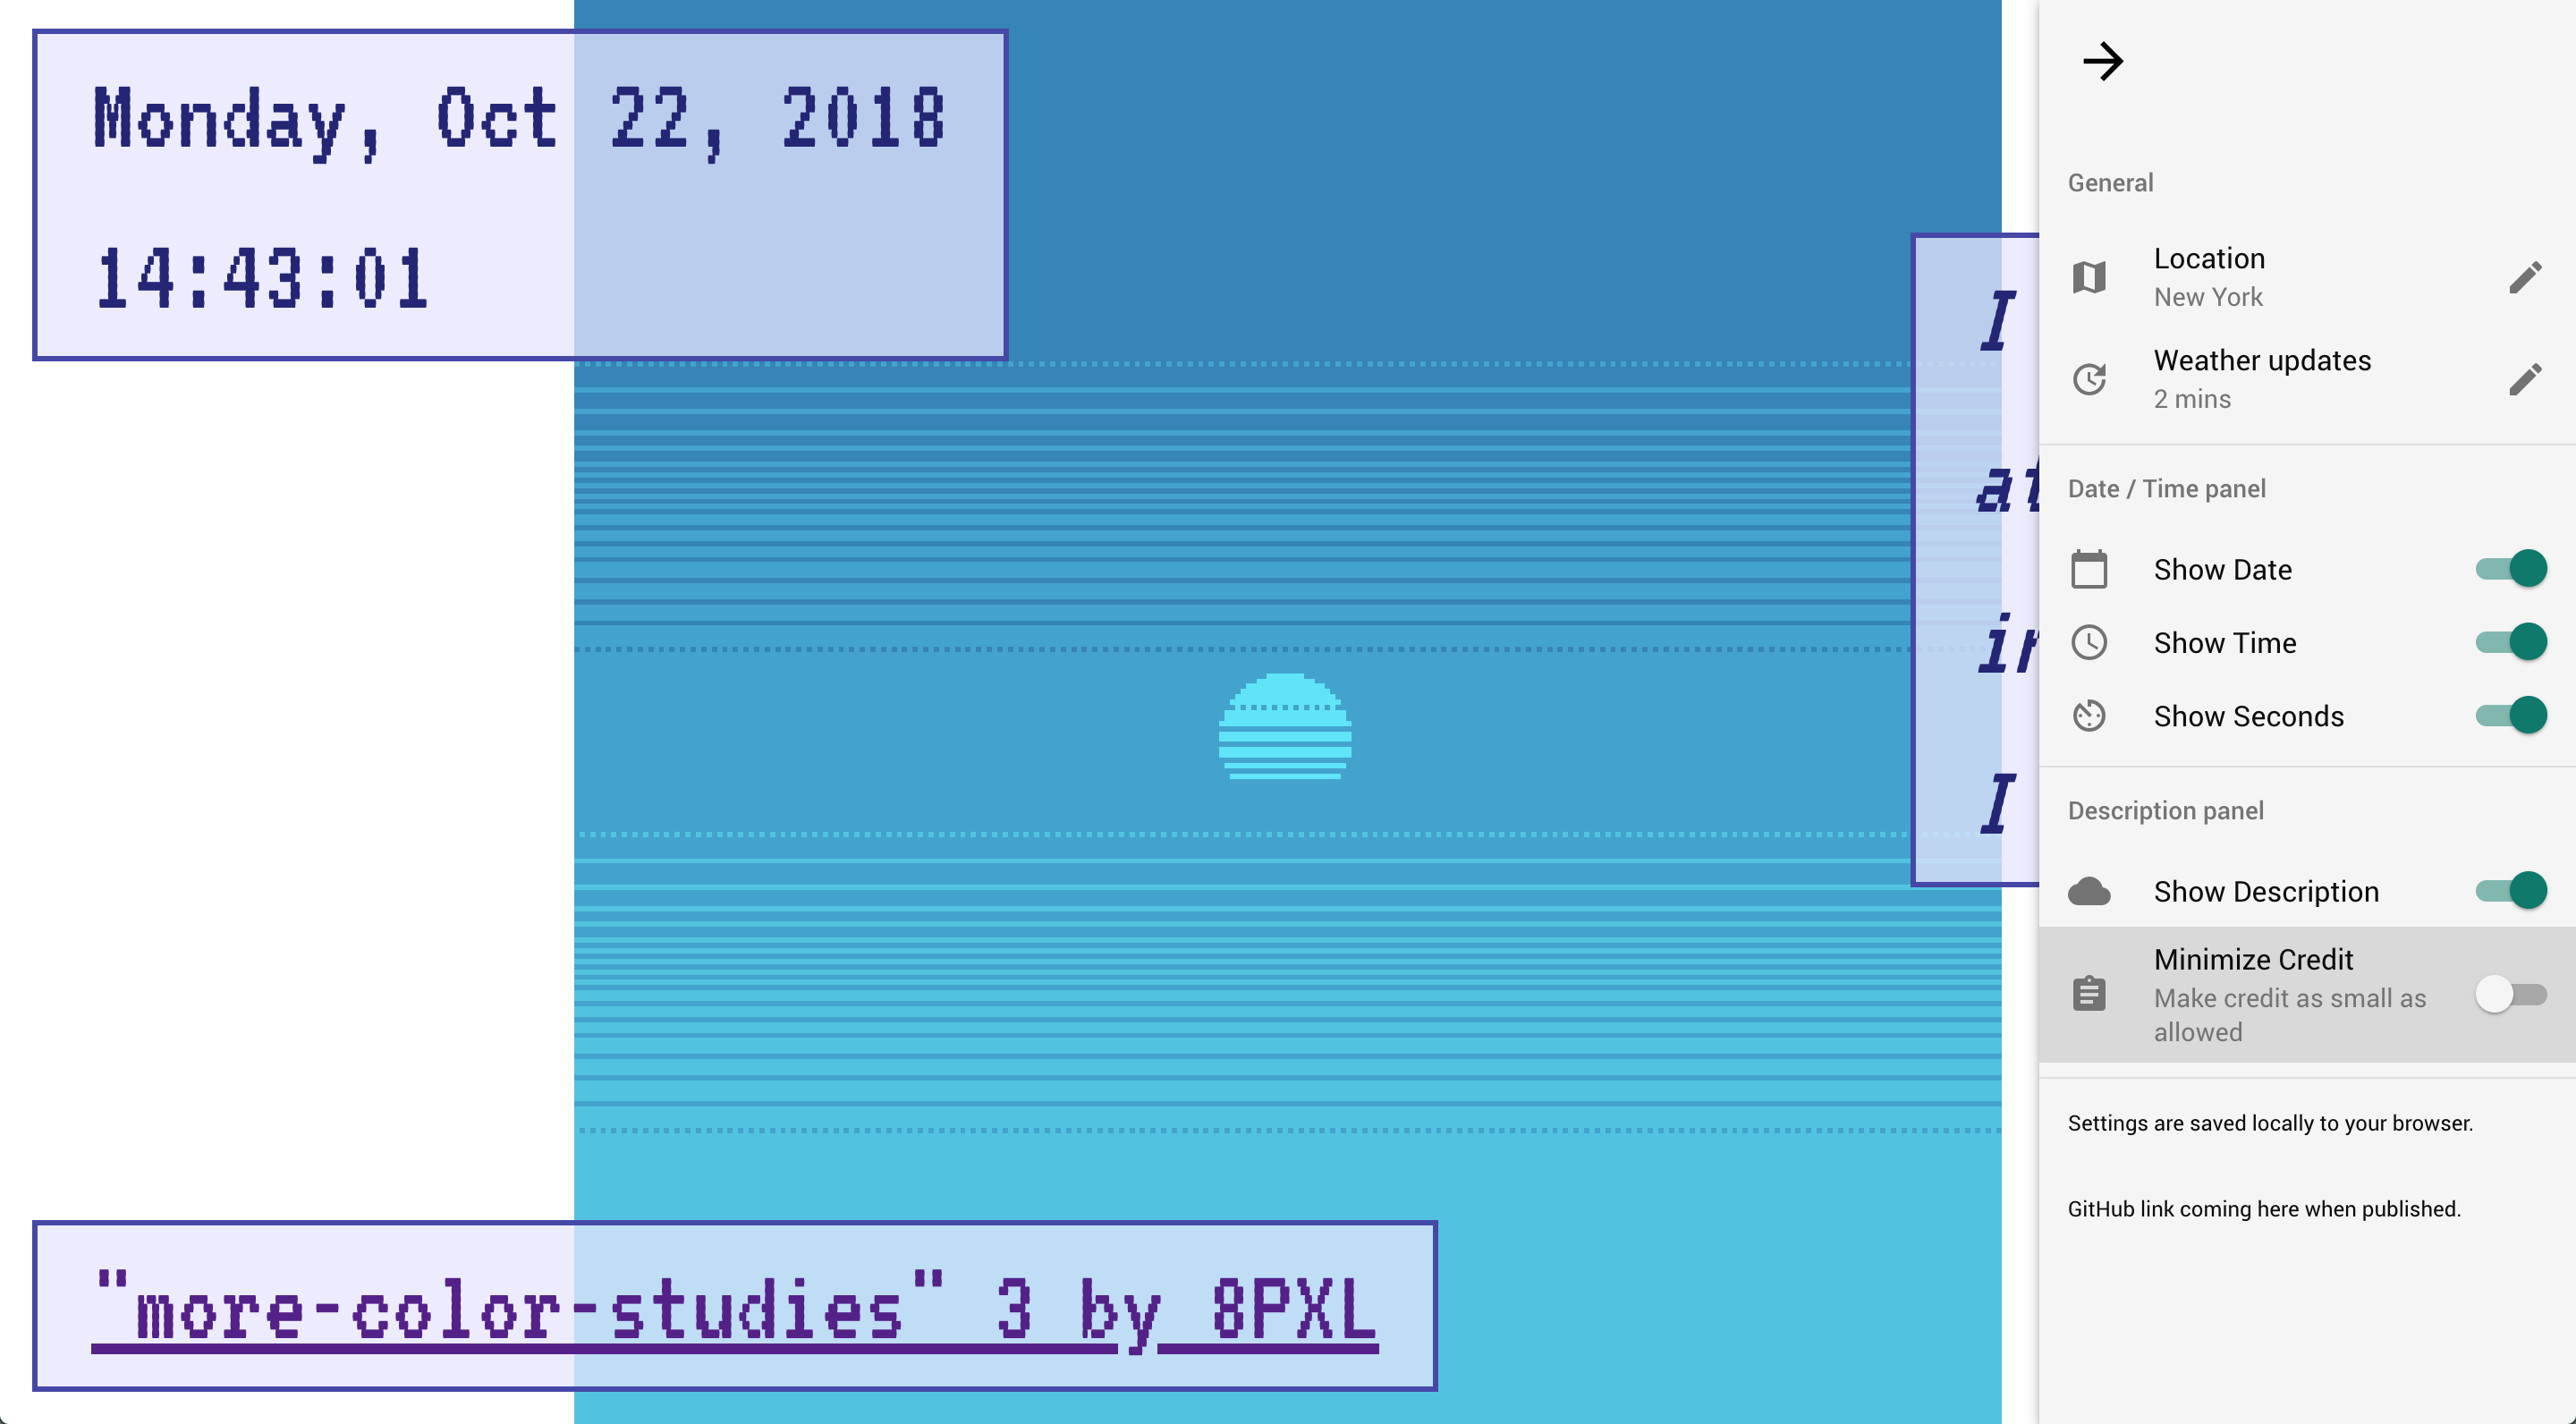 Monday, Oct 22, 2018
14:43:01
I
I
"more-color-studies" 3 by 8PXL
General
Location
New York
Weather updates
2 mins
Date / Time panel
Show Date
Show Time
Show Seconds
Description panel
Show Description
Minimize Credit
Make credit as small as
allowed
Settings are saved locally to your browser.
GitHub link coming here when published.